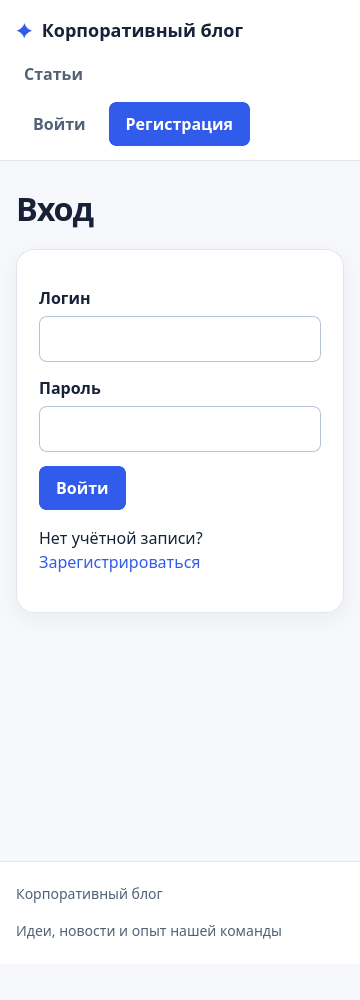 Корпоративный блог
Статьи
Войти Регистрация
Вход
Логин
Пароль
Войти
Нет учётной записи?
Зарегистрироваться
Корпоративный блог
Идеи, новости и опыт нашей команды